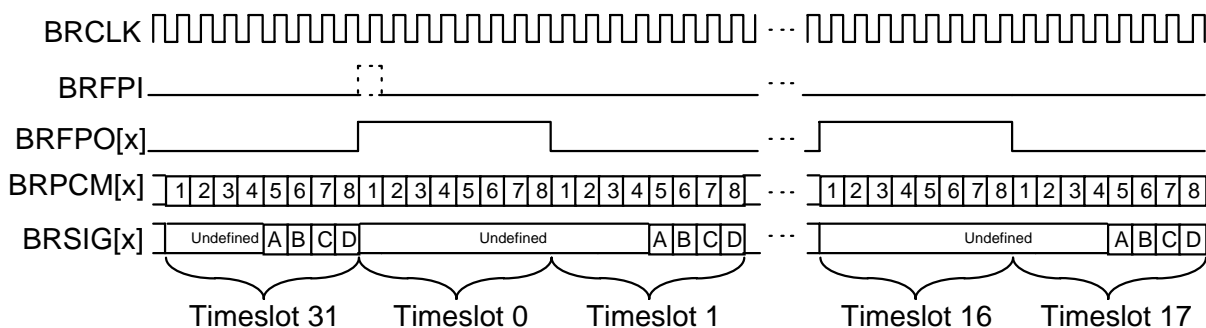 BRCLK ...
BRFPI ...
BRFPO[x] ...
BRPCM[x] 1 2 3 4 5 6 7 8 1 2 3 4 5 6 7 8 1 2 3 4 5 6 7 8 ... 1 2 3 4 5 6 7 8 1 2 3 4 5 6 7 8
BRSIG[x] Undefined A B C D Undefined A B C D ... Undefined A B C D
Timeslot 31 Timeslot 0 Timeslot 1 Timeslot 16 Timeslot 17